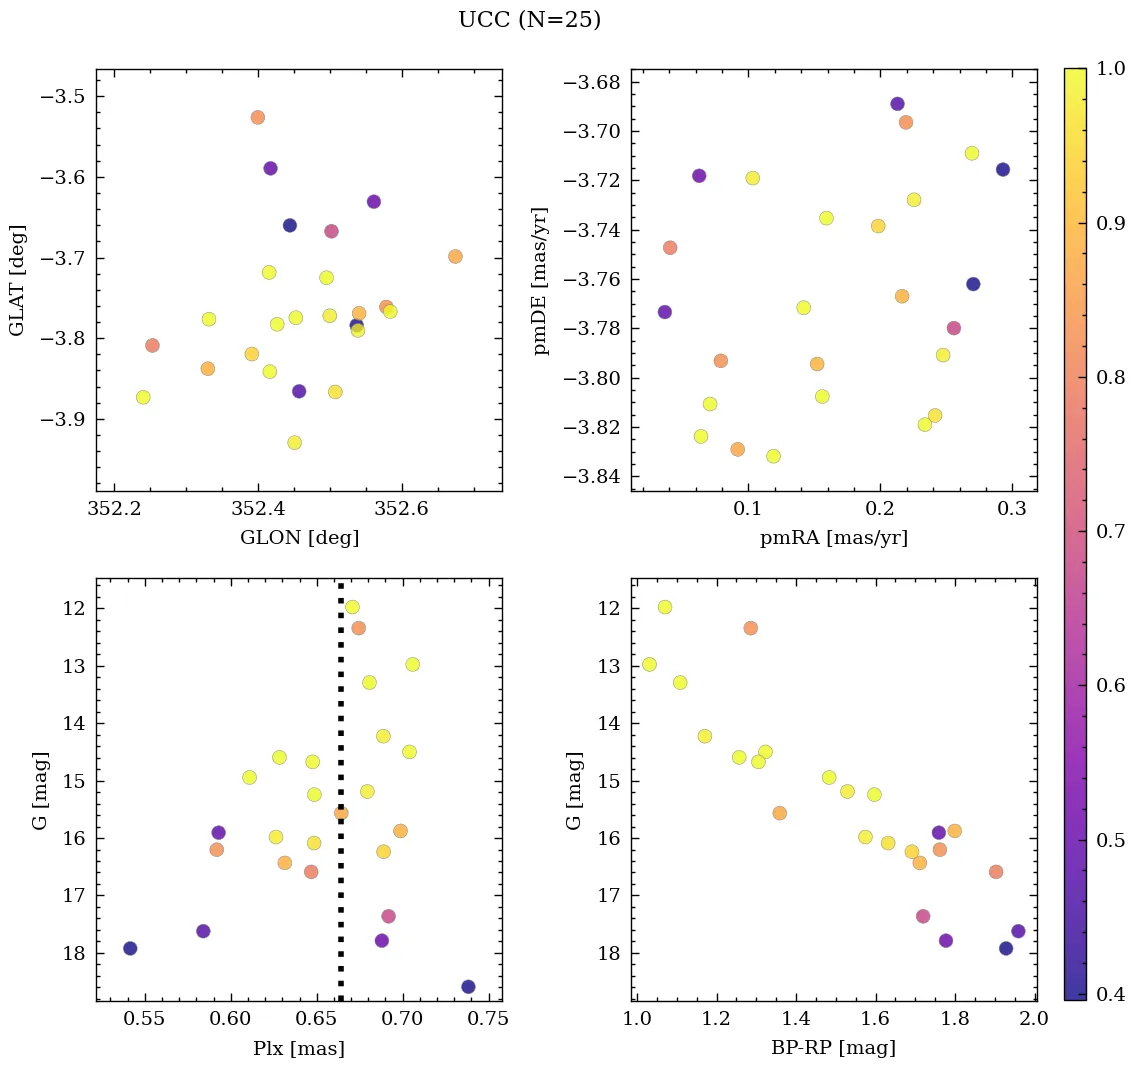 UCC (N=25)
−3.5
−3.6
−3.7
−3.8
−3.9
GLAT [deg]
352.2 352.4 352.6
GLON [deg]
−3.68
−3.70
−3.72
−3.74
−3.76
−3.78
−3.80
−3.82
−3.84
pmDE [mas/yr]
0.1 0.2 0.3
pmRA [mas/yr]
12
13
14
15
16
17
18
G [mag]
0.55 0.60 0.65 0.70 0.75
Plx [mas]
12
13
14
15
16
17
18
G [mag]
1.0 1.2 1.4 1.6 1.8 2.0
BP-RP [mag]
1.0
0.9
0.8
0.7
0.6
0.5
0.4